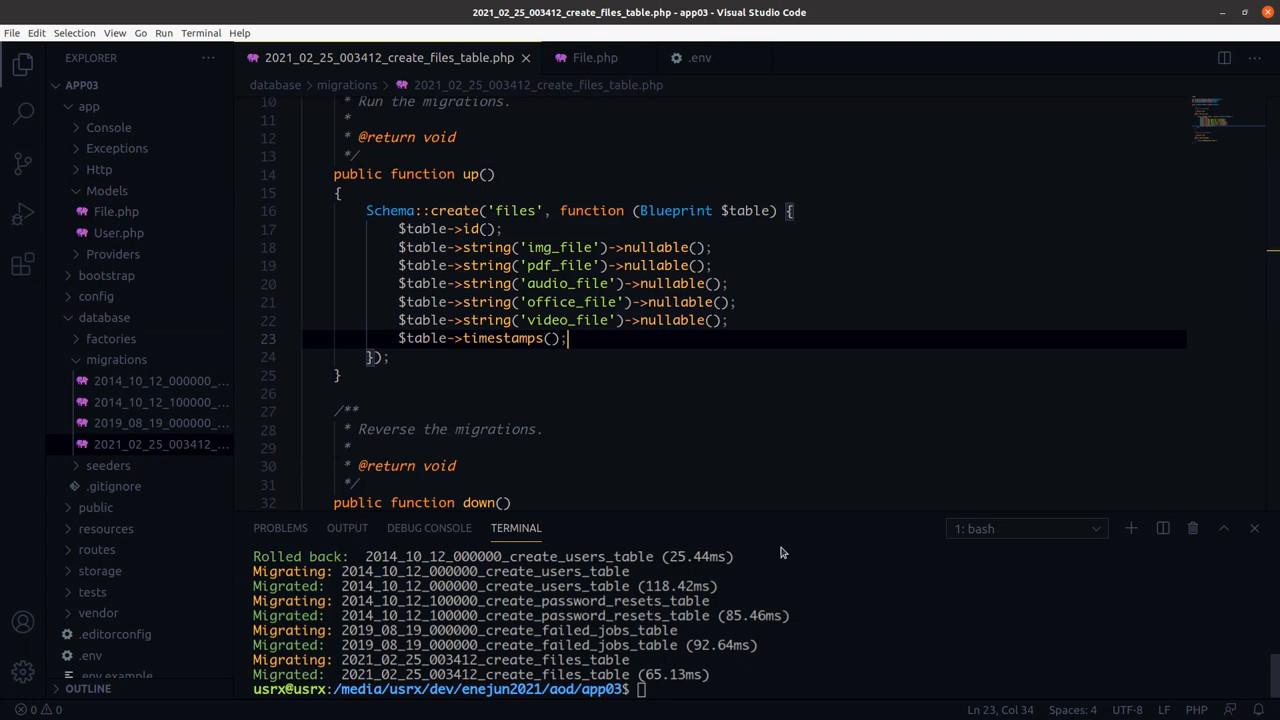 2021_02_25_003412_create_files_table.php - app03 - Visual Studio Code
File Edit Selection View Go Run Terminal Help
EXPLORER
APP03
app
Console
Exceptions
Http
Models
File.php
User.php
Providers
bootstrap
config
database
factories
migrations
2014_10_12_000000_...
2014_10_12_100000_...
2019_08_19_000000_...
2021_02_25_003412_...
seeders
.gitignore
public
resources
routes
storage
tests
vendor
.editorconfig
.env
.env.example
OUTLINE
2021_02_25_003412_create_files_table.php File.php .env
database > migrations > 2021_02_25_003412_create_files_table.php
10 * Run the migrations.
11 *
12 * @return void
13 */
14 public function up()
15 {
16 Schema::create('files', function (Blueprint $table) {
17 $table->id();
18 $table->string('img_file')->nullable();
19 $table->string('pdf_file')->nullable();
20 $table->string('audio_file')->nullable();
21 $table->string('office_file')->nullable();
22 $table->string('video_file')->nullable();
23 $table->timestamps();
24 });
25 }
26
27 /**
28 * Reverse the migrations.
29 *
30 * @return void
31 */
32 public function down()
PROBLEMS OUTPUT DEBUG CONSOLE TERMINAL 1: bash
Rolled back: 2014_10_12_000000_create_users_table (25.44ms)
Migrating: 2014_10_12_000000_create_users_table
Migrated: 2014_10_12_000000_create_users_table (118.42ms)
Migrating: 2014_10_12_100000_create_password_resets_table
Migrated: 2014_10_12_100000_create_password_resets_table (85.46ms)
Migrating: 2019_08_19_000000_create_failed_jobs_table
Migrated: 2019_08_19_000000_create_failed_jobs_table (92.64ms)
Migrating: 2021_02_25_003412_create_files_table
Migrated: 2021_02_25_003412_create_files_table (65.13ms)
usrx@usrx:/media/usrx/dev/enejun2021/aod/app03$
0 0 Ln 23, Col 34 Spaces: 4 UTF-8 LF PHP